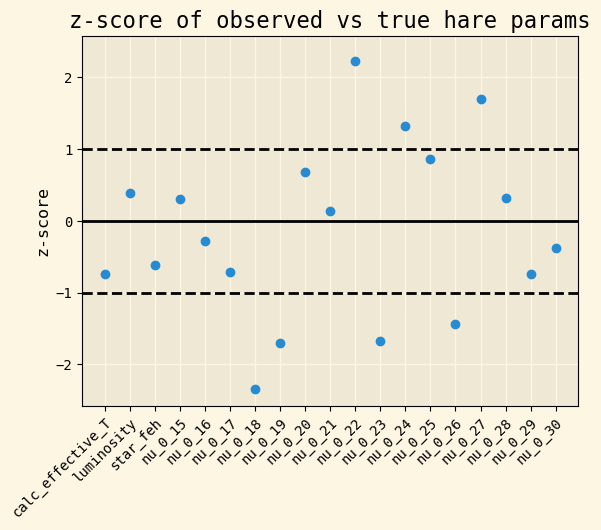 z-score of observed vs true hare params
z-score
2
1
0
−1
−2
calc_effective_T
luminosity
star_feh
nu_0_15
nu_0_16
nu_0_17
nu_0_18
nu_0_19
nu_0_20
nu_0_21
nu_0_22
nu_0_23
nu_0_24
nu_0_25
nu_0_26
nu_0_27
nu_0_28
nu_0_29
nu_0_30